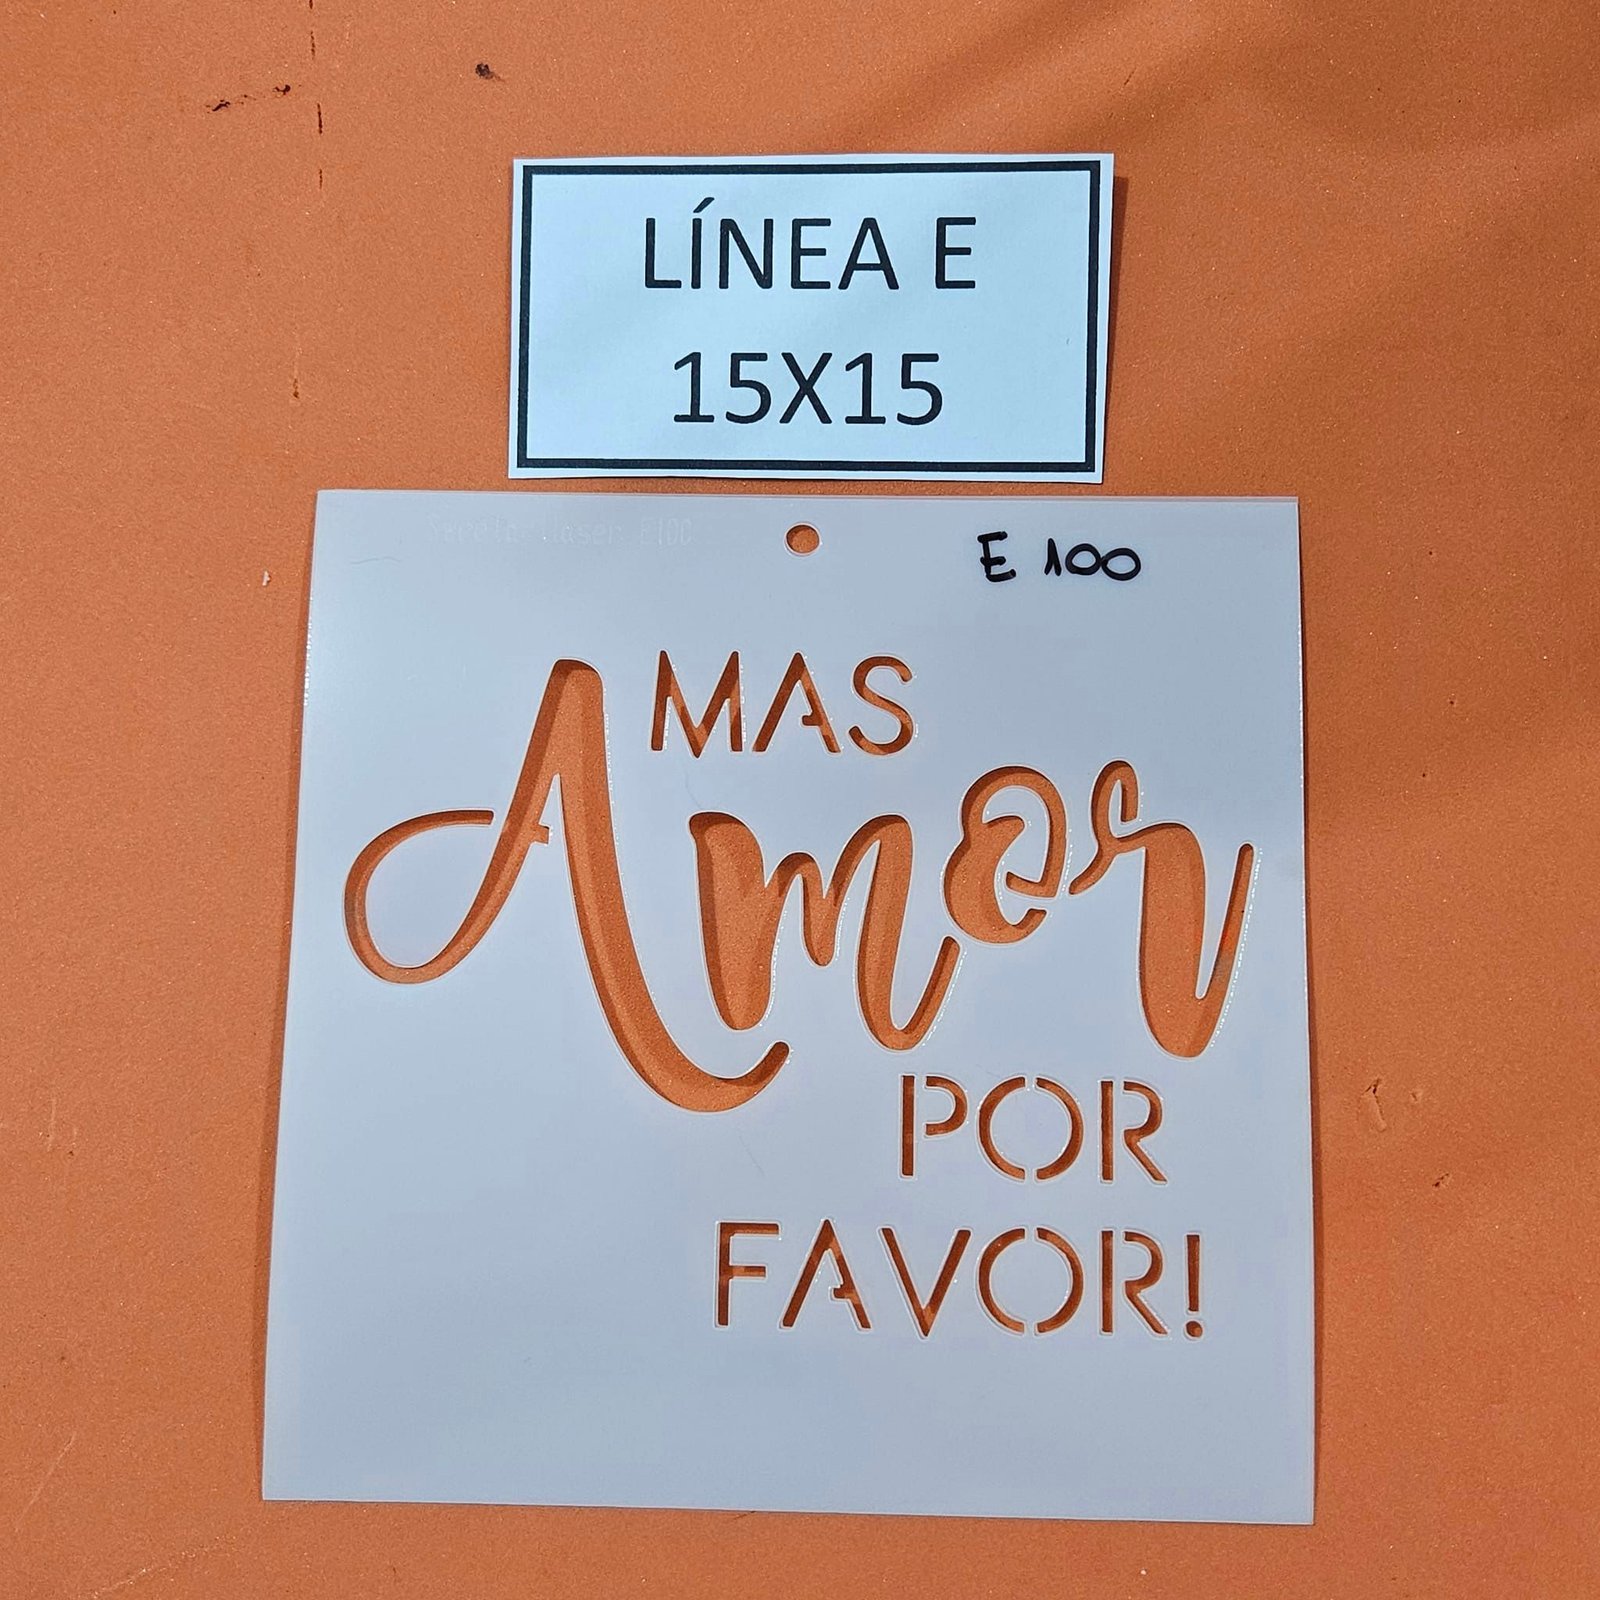 LÍNEA E
15X15
E 100
MAS
Amor
POR
FAVOR!